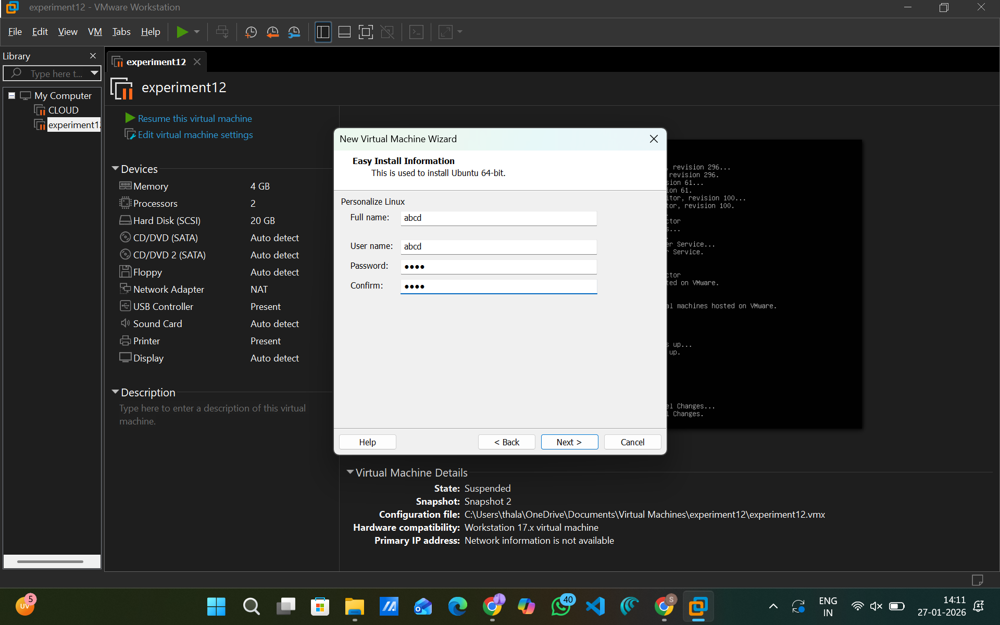 experiment12 - VMware Workstation
File Edit View VM Tabs Help
Library
Type here t...
My Computer
CLOUD
experiment12
experiment12
Resume this virtual machine
Edit virtual machine settings
Devices
Memory 4 GB
Processors 2
Hard Disk (SCSI) 20 GB
CD/DVD (SATA) Auto detect
CD/DVD 2 (SATA) Auto detect
Floppy Auto detect
Network Adapter NAT
USB Controller Present
Sound Card Auto detect
Printer Present
Display Auto detect
Description
Type here to enter a description of this virtual
machine.
New Virtual Machine Wizard
Easy Install Information
This is used to install Ubuntu 64-bit.
Personalize Linux
Full name: abcd
User name: abcd
Password: ●●●●
Confirm: ●●●●
Help < Back Next > Cancel
, revision 296...
revision 296.
sion 61...
ion 61.
itor, revision 100...
tor, revision 100.
ctor
s...
er Service...
r Service.
ctor
ted on VMware.
al machines hosted on VMware.
s up...
up.
el Changes...
l Changes.
Virtual Machine Details
State: Suspended
Snapshot: Snapshot 2
Configuration file: C:\Users\thala\OneDrive\Documents\Virtual Machines\experiment12\experiment12.vmx
Hardware compatibility: Workstation 17.x virtual machine
Primary IP address: Network information is not available
UV 5
40
S
ENG
IN
14:11
27-01-2026